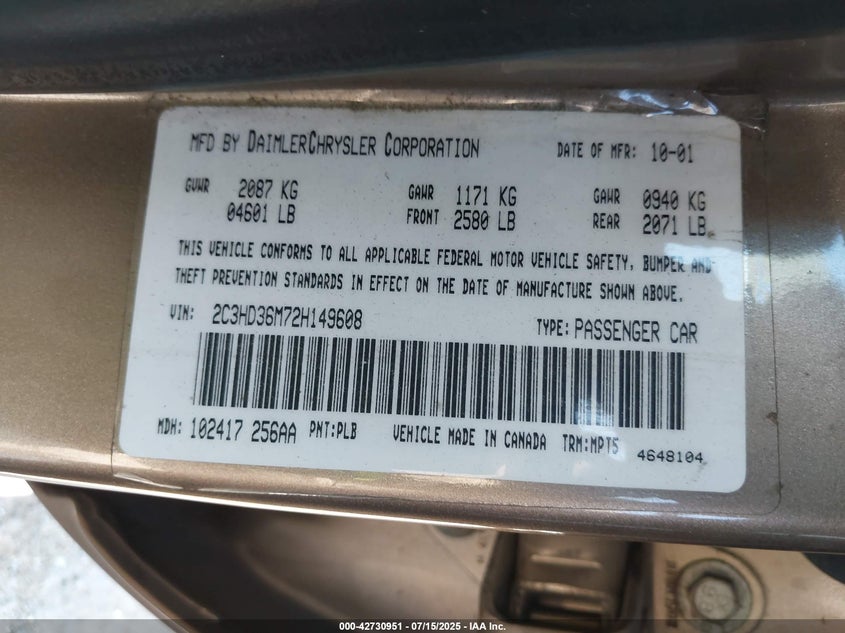 MFD BY DAIMLERCHRYSLER CORPORATION DATE OF MFR: 10-01
GVWR 2087 KG GAWR 1171 KG GAWR 0940 KG
04601 LB FRONT 2580 LB REAR 2071 LB.
THIS VEHICLE CONFORMS TO ALL APPLICABLE FEDERAL MOTOR VEHICLE SAFETY, BUMPER AND
THEFT PREVENTION STANDARDS IN EFFECT ON THE DATE OF MANUFACTURE SHOWN ABOVE.
VIN: 2C3HD36M72H149608 TYPE: PASSENGER CAR
MDH: 102417 256AA PNT:PLB VEHICLE MADE IN CANADA TRM:MPT5 4648104
000-42730951 - 07/15/2025 - IAA Inc.